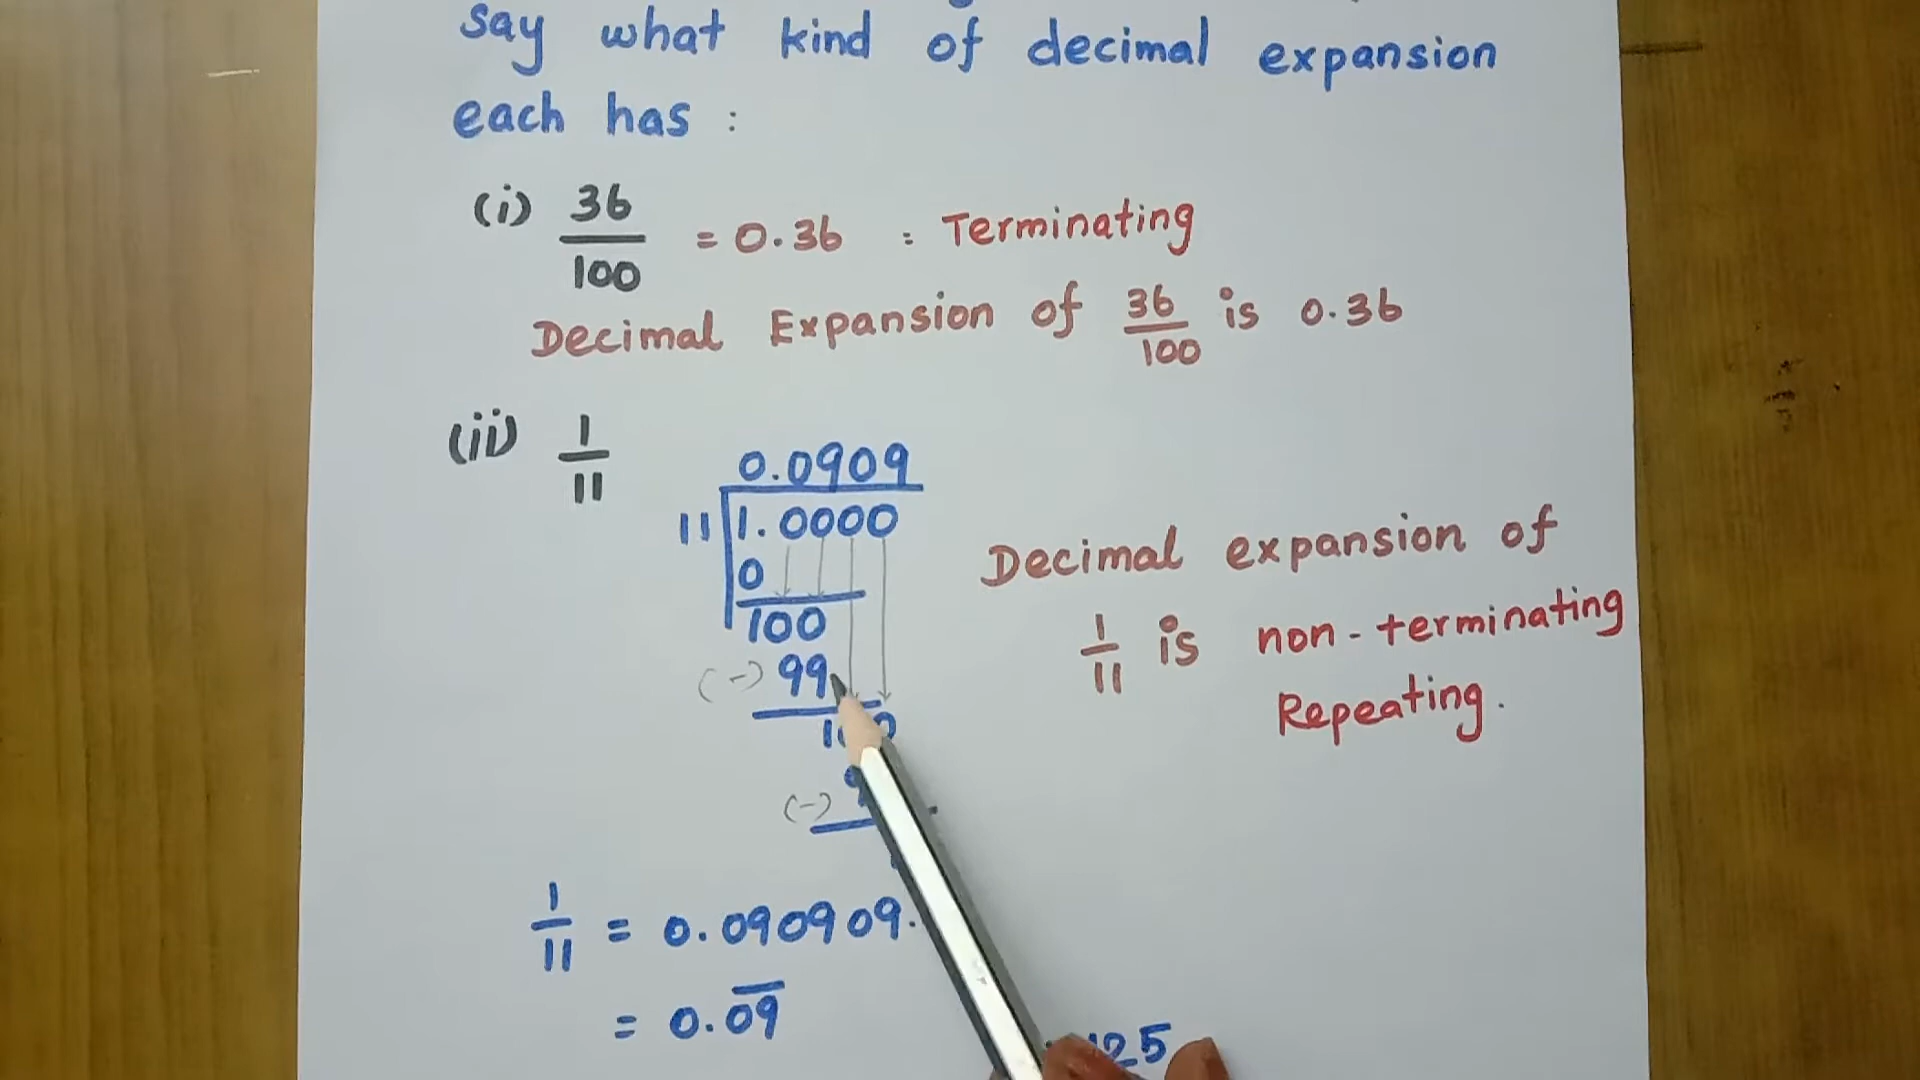 say what kind of decimal expansion
each has :
(i) 36/100 = 0.36 : Terminating
Decimal Expansion of 36/100 is 0.36
(ii) 1/11
0.0909
11 1.0000
0
100
(-) 99
(-)
Decimal expansion of
1/11 is non-terminating
Repeating.
1/11 = 0.090909.
= 0.0̅9̅